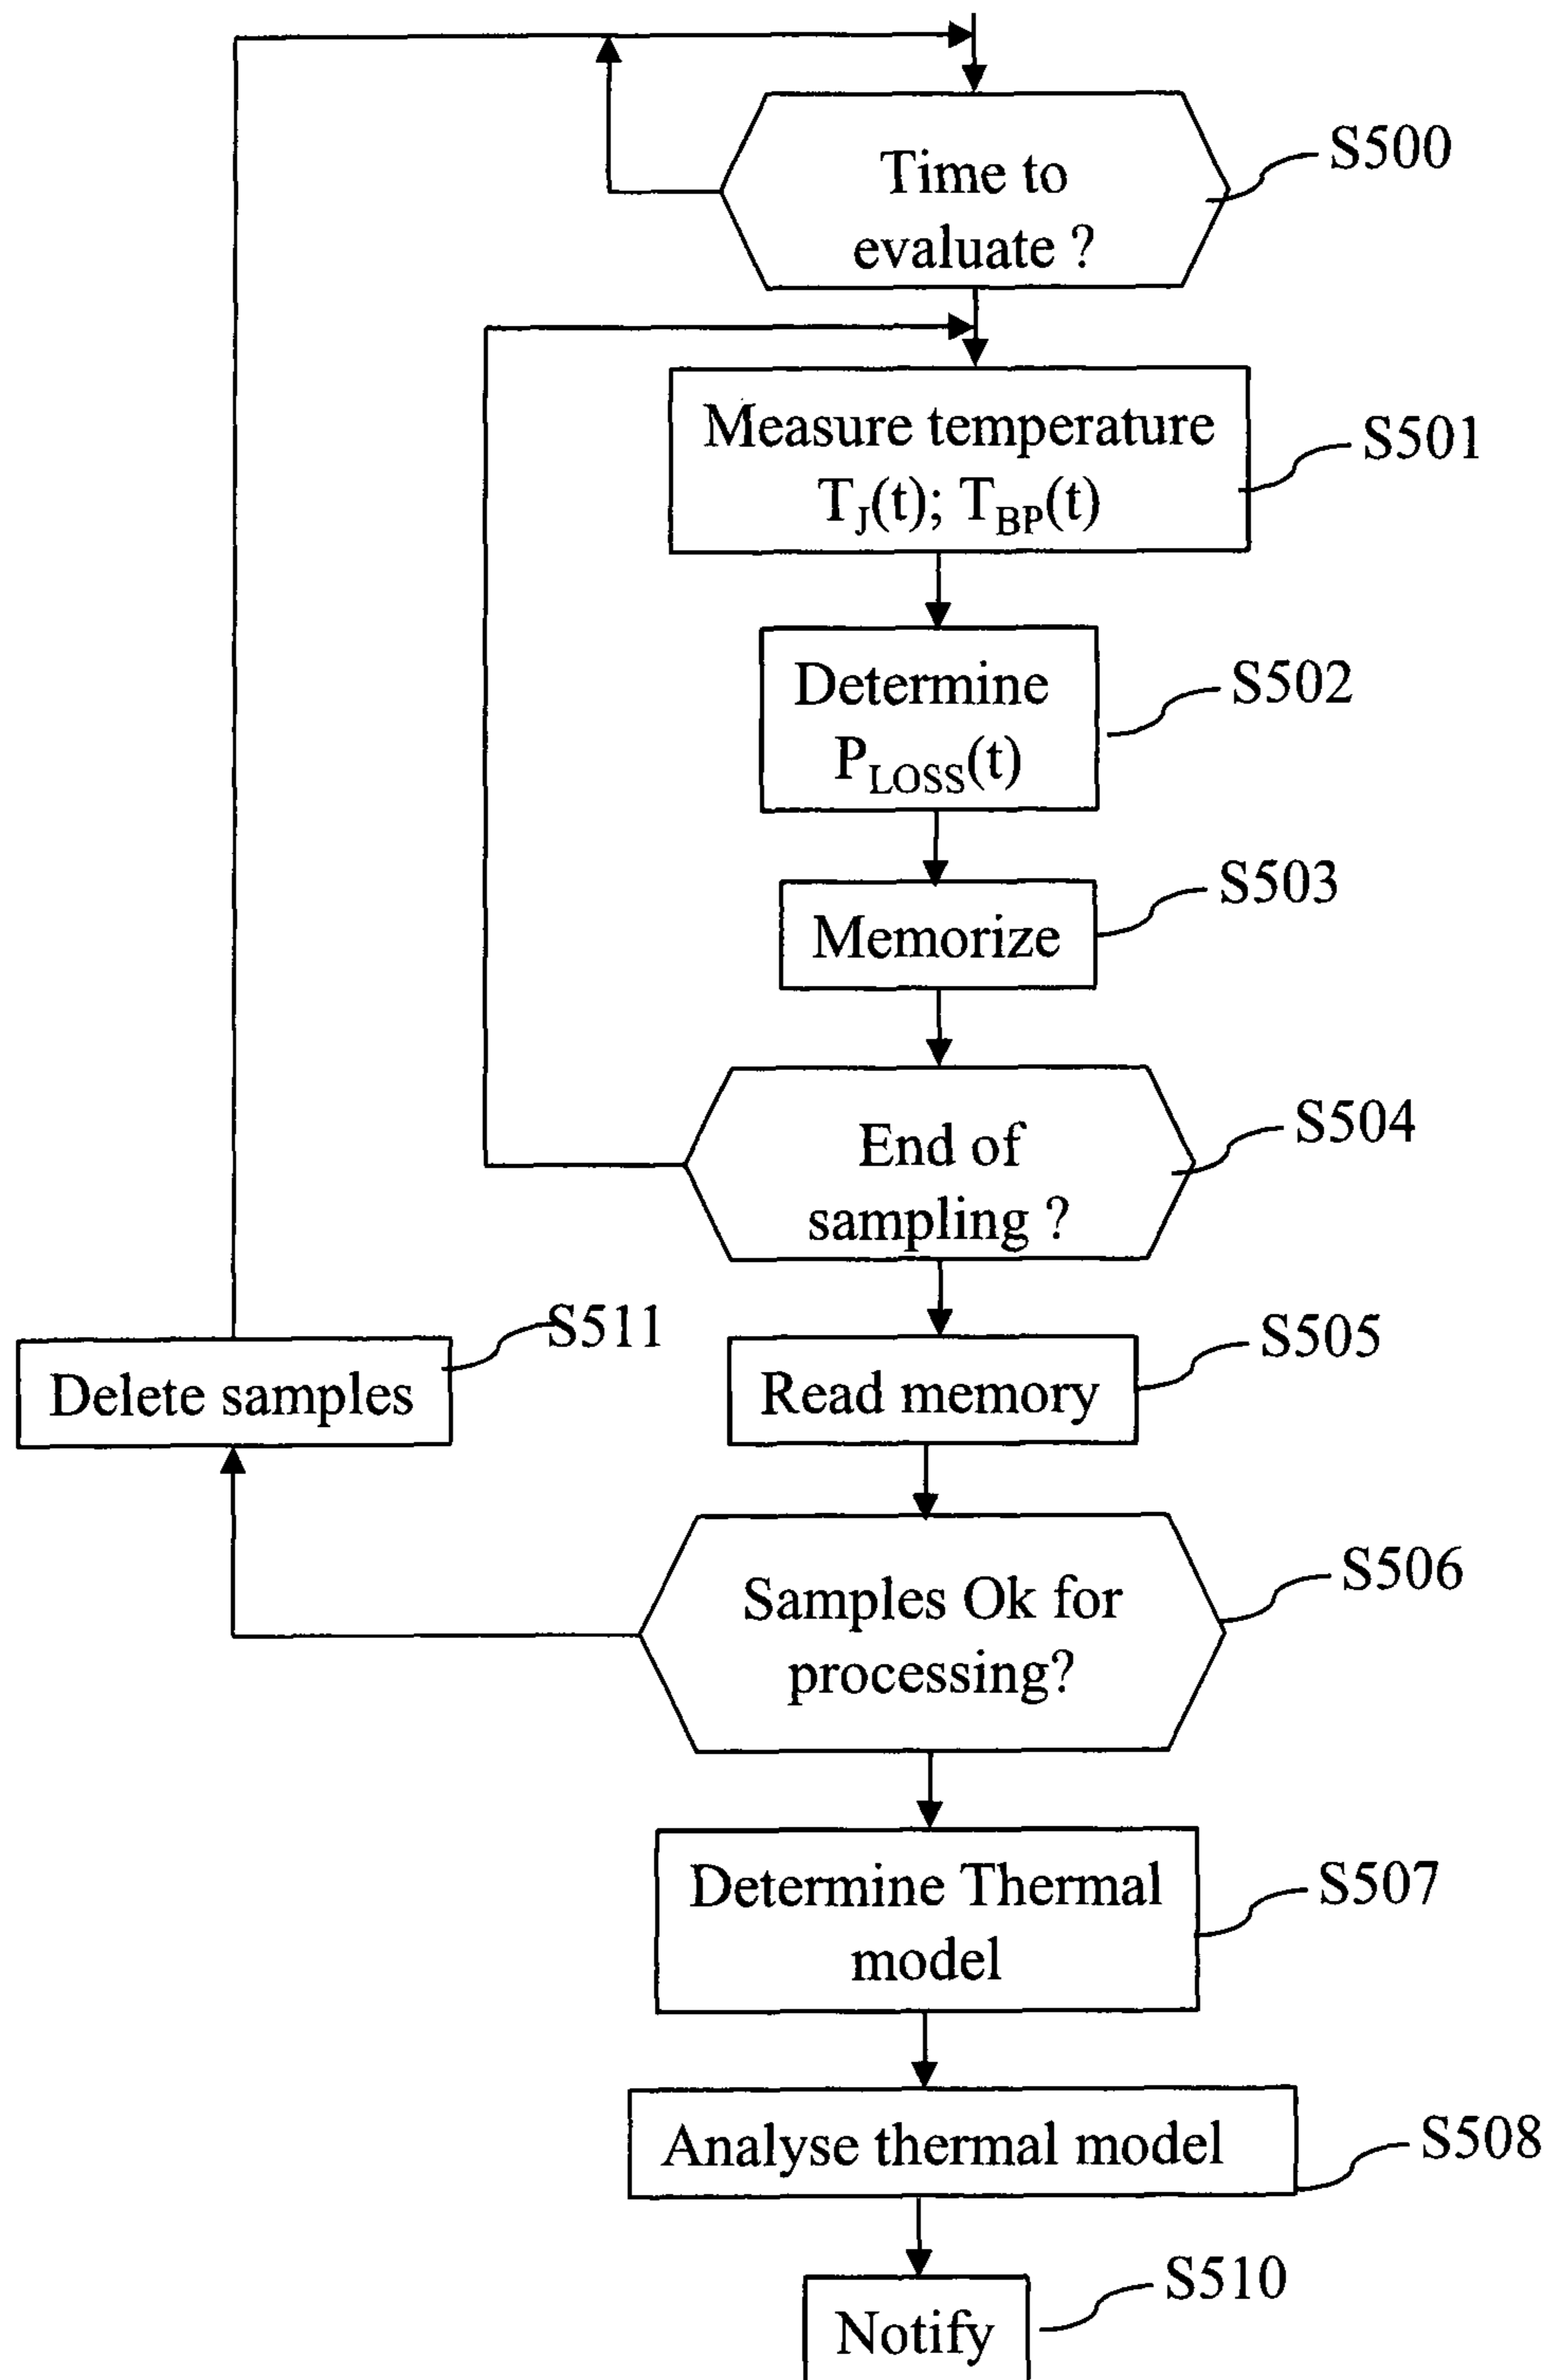 Time to
evaluate ?
S500
Measure temperature
T_J(t); T_BP(t)
S501
Determine
P_LOSS(t)
S502
Memorize
S503
End of
sampling ?
S504
Delete samples
S511
Read memory
S505
Samples Ok for
processing?
S506
Determine Thermal
model
S507
Analyse thermal model
S508
Notify
S510